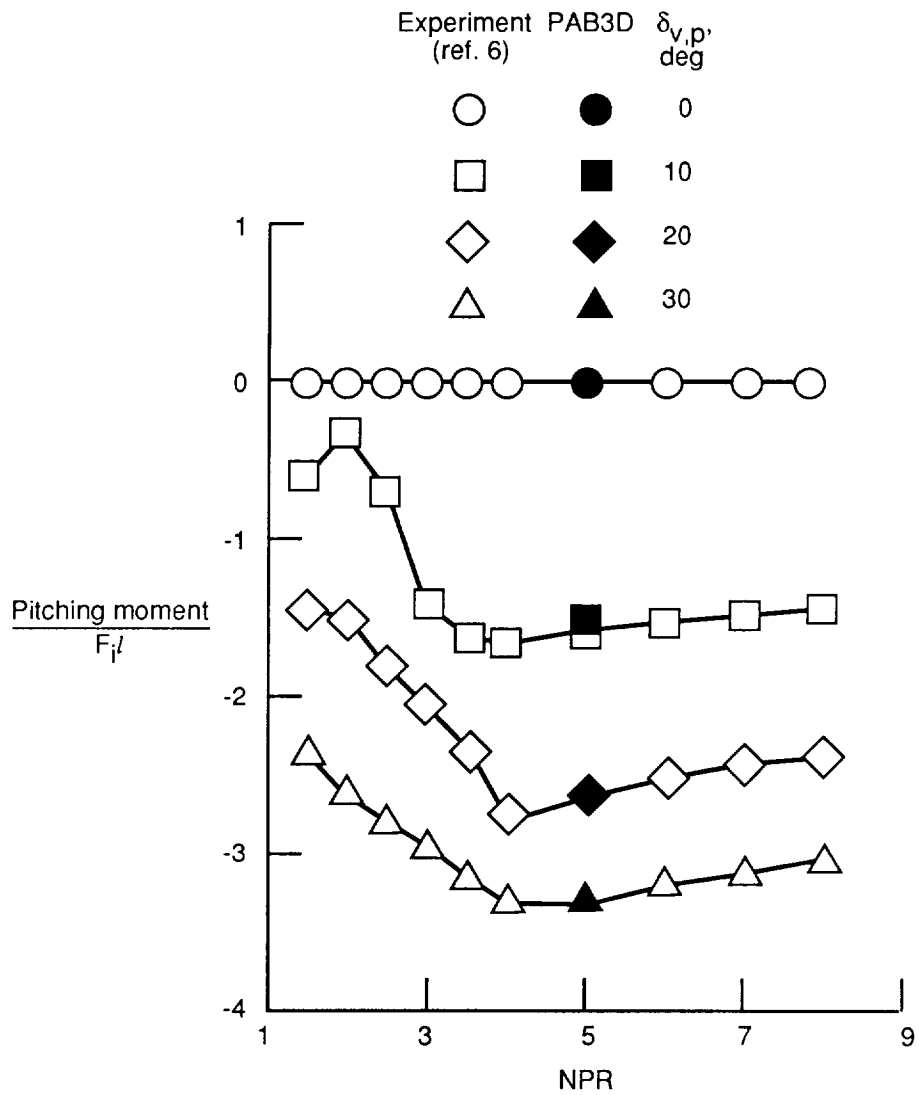 Experiment PAB3D δv,p,
(ref. 6) deg
0
10
20
30
1
0
-1
-2
-3
-4
Pitching moment
Fil
1 3 5 7 9
NPR